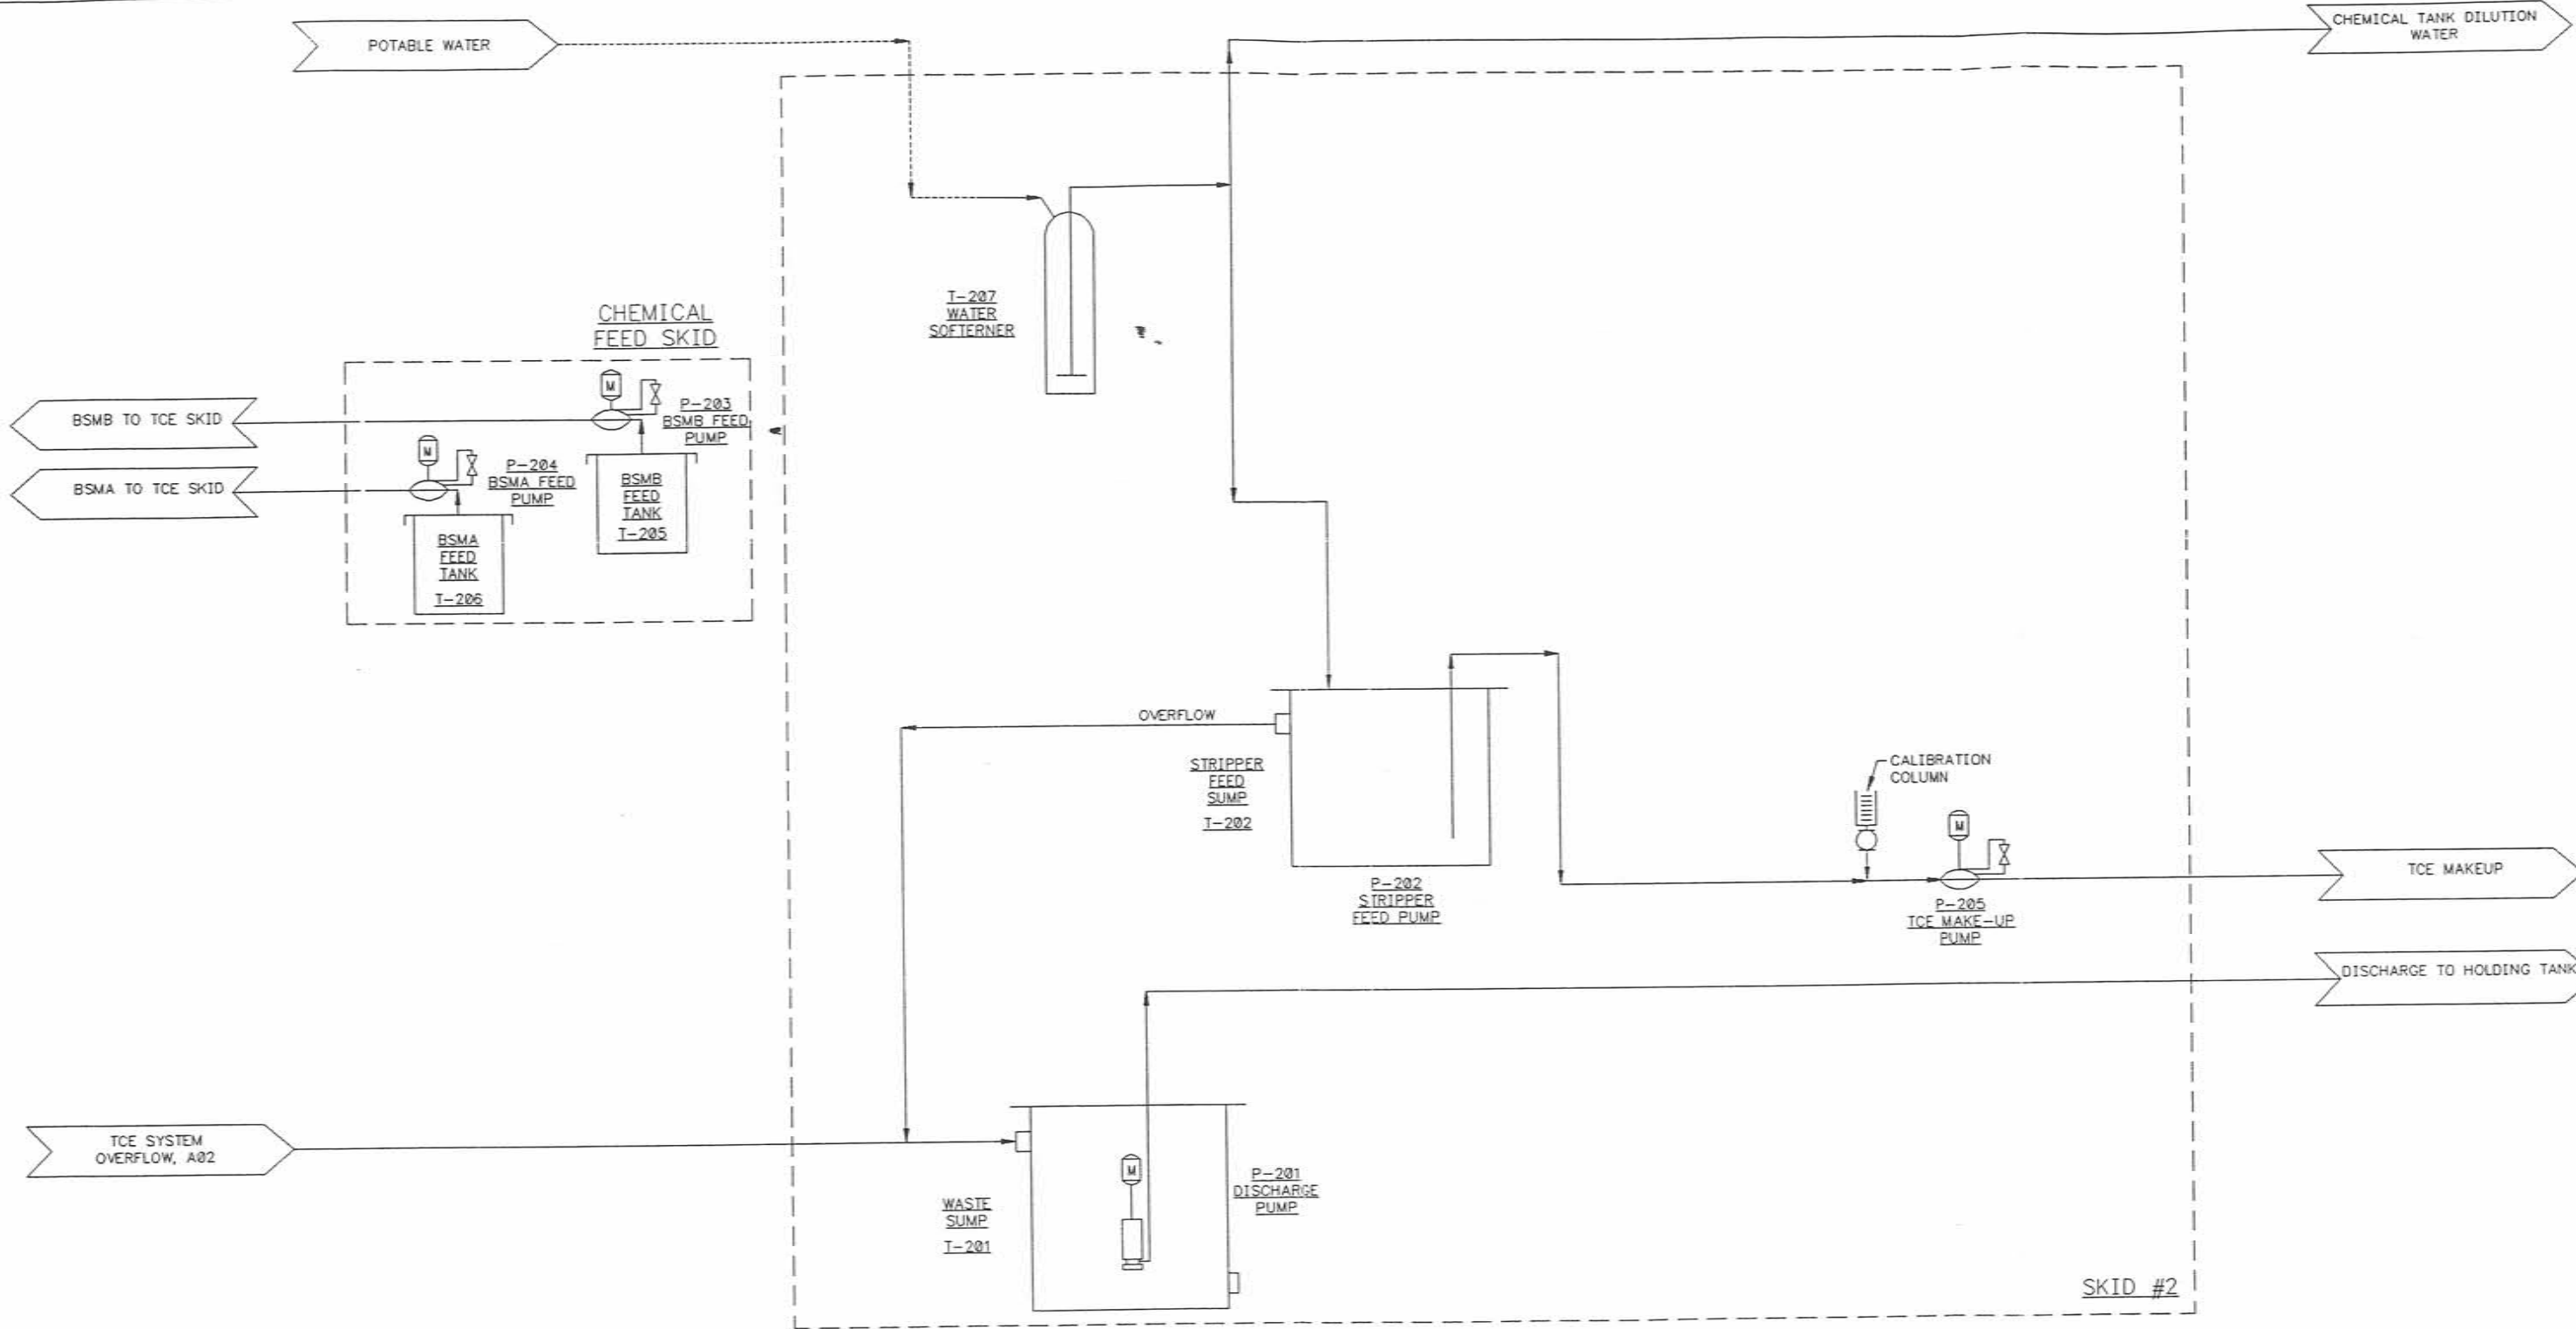 POTABLE WATER
CHEMICAL TANK DILUTION
WATER
T-207
WATER
SOFTERNER
CHEMICAL
FEED SKID
M
P-203
BSMB FEED
PUMP
BSMB TO TCE SKID
M
P-204
BSMA FEED
PUMP
BSMA TO TCE SKID
BSMB
FEED
TANK
T-205
BSMA
FEED
TANK
T-206
OVERFLOW
STRIPPER
FEED
SUMP
T-202
P-202
STRIPPER
FEED PUMP
CALIBRATION
COLUMN
M
P-205
TCE MAKE-UP
PUMP
TCE MAKEUP
DISCHARGE TO HOLDING TANK
TCE SYSTEM
OVERFLOW, A02
WASTE
SUMP
T-201
M
P-201
DISCHARGE
PUMP
SKID #2